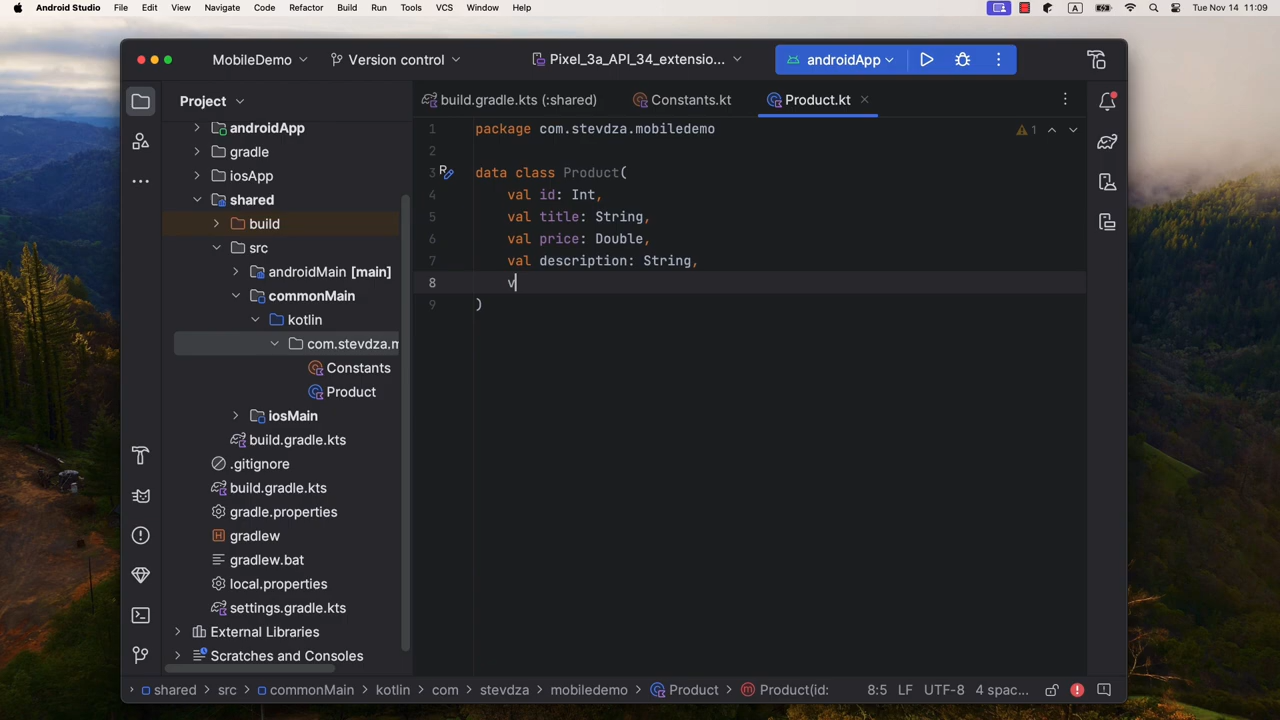 Android Studio File Edit View Navigate Code Refactor Build Run Tools VCS Window Help A Tue Nov 14 11:09
MobileDemo Version control Pixel_3a_API_34_extensio... androidApp
Project
build.gradle.kts (:shared) Constants.kt Product.kt
androidApp
gradle
iosApp
shared
build
src
androidMain [main]
commonMain
kotlin
com.stevdza.m
Constants
Product
iosMain
build.gradle.kts
.gitignore
build.gradle.kts
gradle.properties
gradlew
gradlew.bat
local.properties
settings.gradle.kts
External Libraries
Scratches and Consoles
1 package com.stevdza.mobiledemo 1
2
3 data class Product(
4 val id: Int,
5 val title: String,
6 val price: Double,
7 val description: String,
8 v
9 )
shared src commonMain kotlin com stevdza mobiledemo Product Product(id: 8:5 LF UTF-8 4 spac...